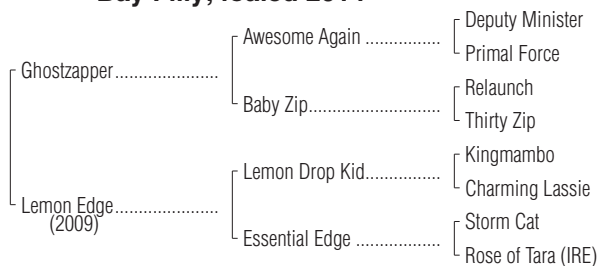 Deputy Minister
Awesome Again ................
Primal Force
Ghostzapper......................
Relaunch
Baby Zip............................
Thirty Zip
Kingmambo
Lemon Drop Kid................
Charming Lassie
Lemon Edge......................
(2009)
Storm Cat
Essential Edge ..................
Rose of Tara (IRE)